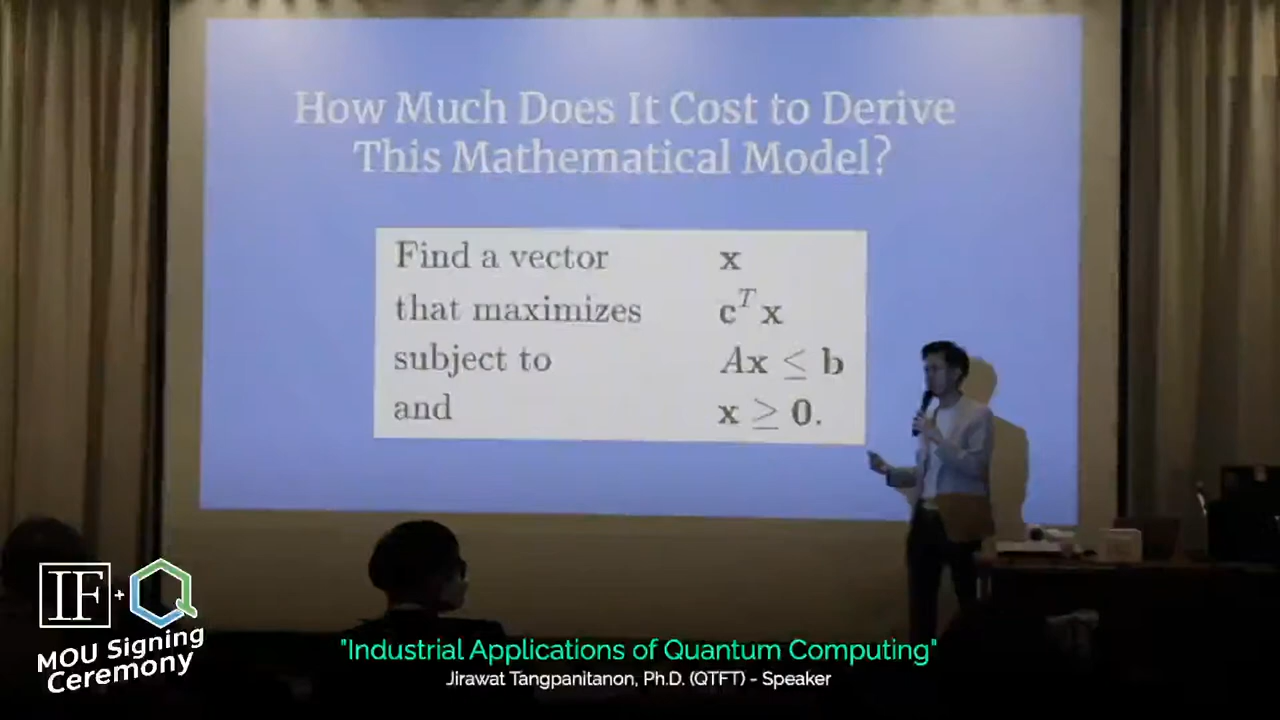 How Much Does It Cost to Derive
This Mathematical Model?
Find a vector x
that maximizes cᵀx
subject to Ax ≤ b
and x ≥ 0.
IF + Q
MOU Signing
Ceremony
"Industrial Applications of Quantum Computing"
Jirawat Tangpanitanon, Ph.D. (QTFT) - Speaker